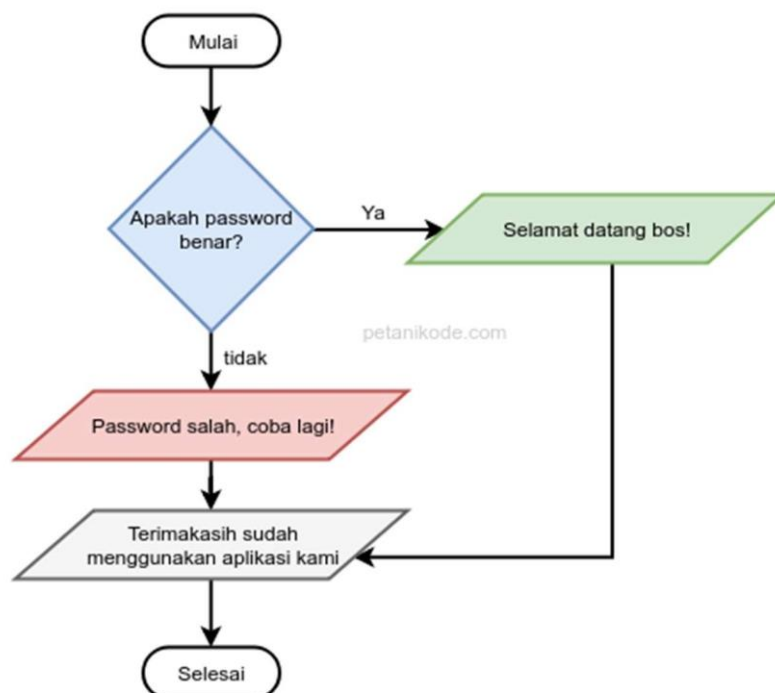 Mulai
Apakah password
benar?
Ya
Selamat datang bos!
petanikode.com
tidak
Password salah, coba lagi!
Terimakasih sudah
menggunakan aplikasi kami
Selesai